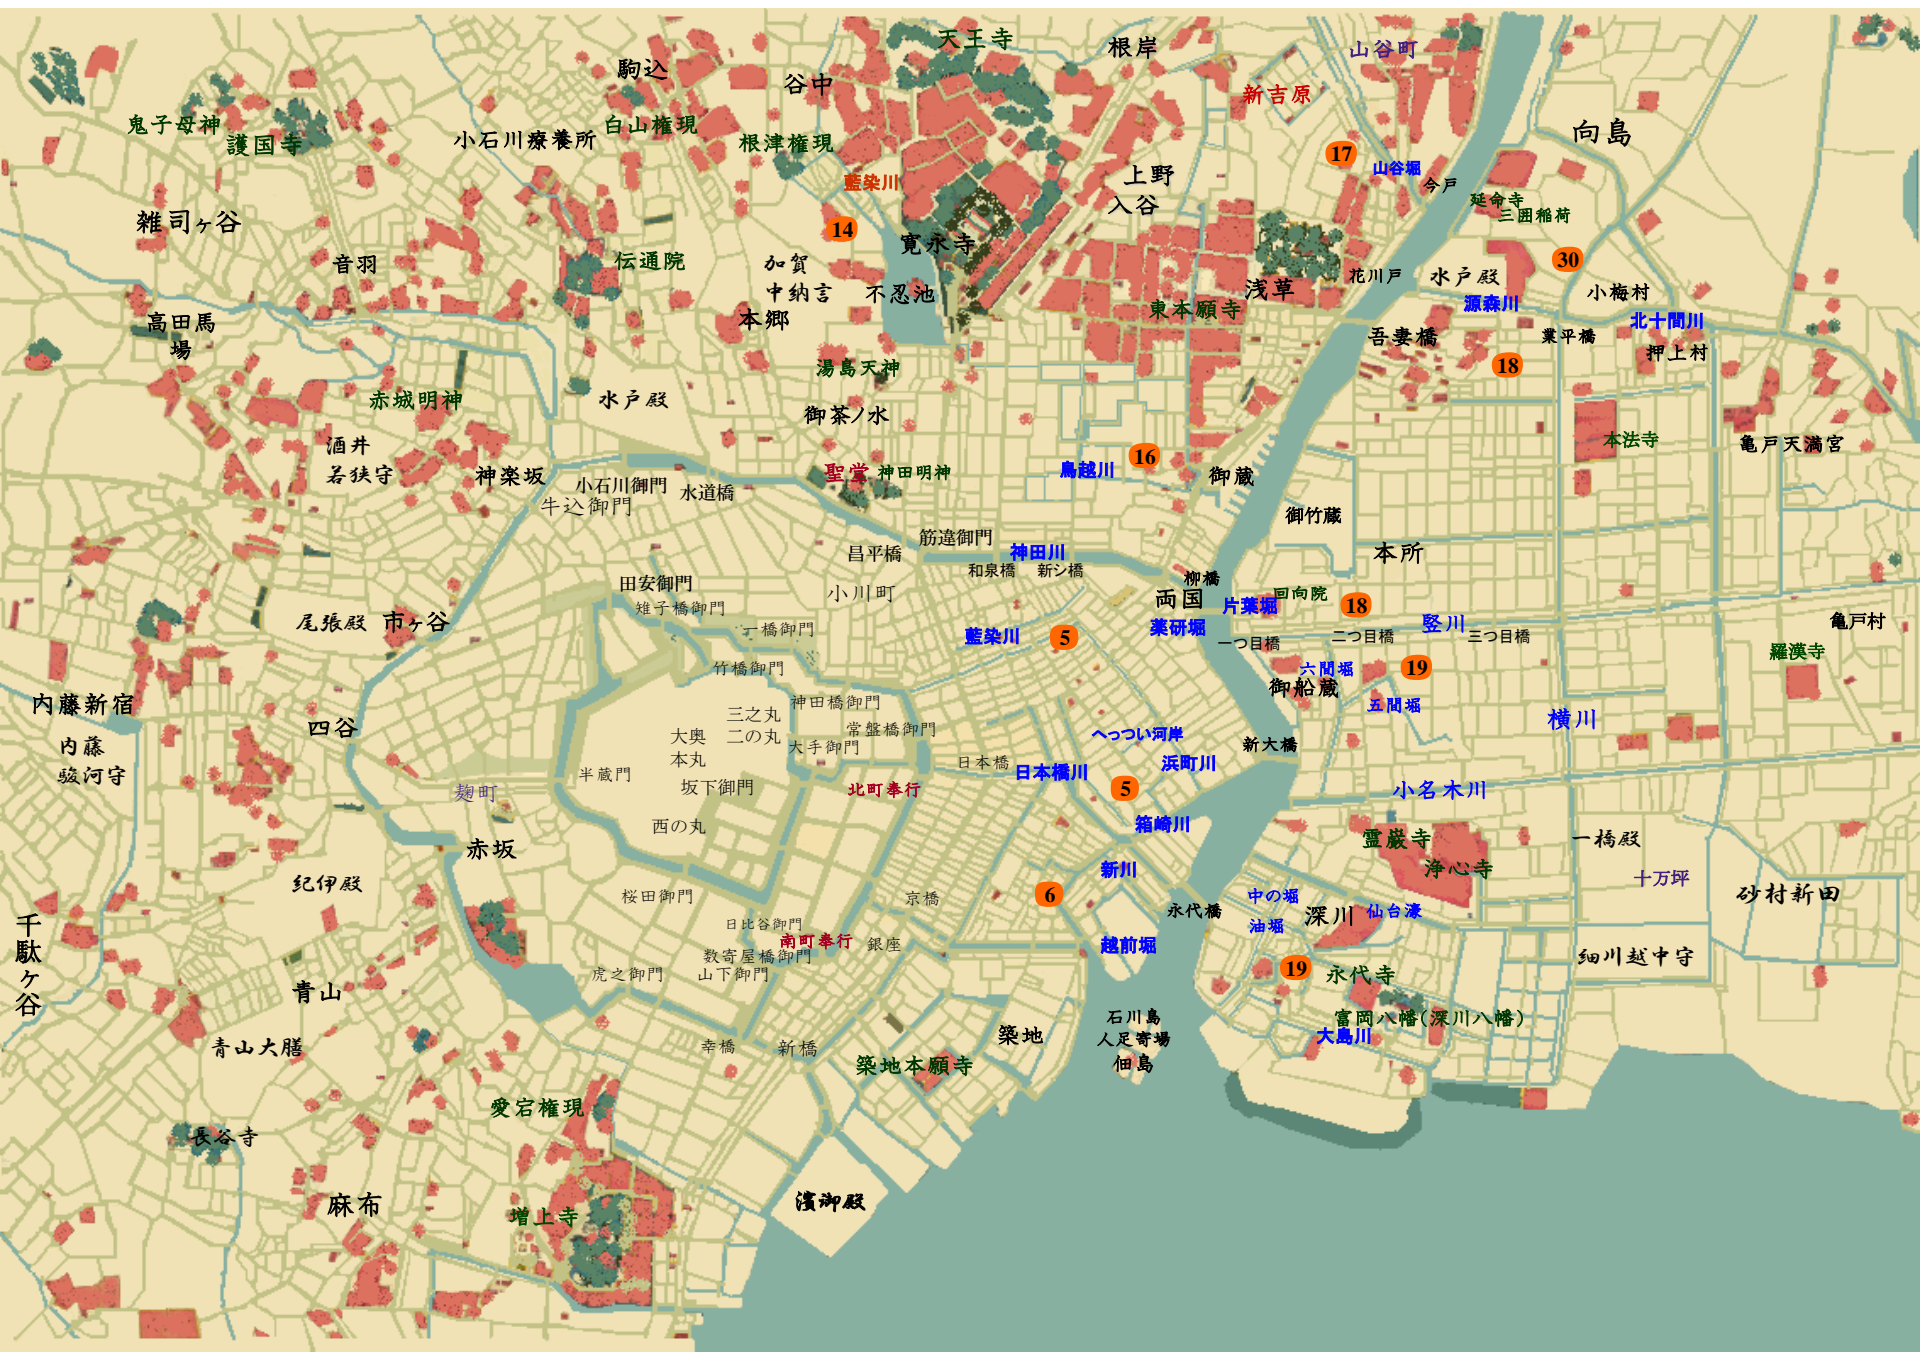 天王寺
根岸
山谷町
駒込
谷中
新吉原
鬼子母神
護国寺
小石川療養所
白山権現
根津権現
向島
17
山谷堀
今戸
藍染川
上野
入谷
延命寺
三囲稲荷
雑司ヶ谷
14
寛永寺
音羽
伝通院
加賀
中納言
不忍池
浅草
花川戸
水戸殿
30
小梅村
高田馬
場
本郷
東本願寺
源森川
北十間川
吾妻橋
業平橋
押上村
湯島天神
18
赤城明神
水戸殿
御茶ノ水
酒井
若狭守
神楽坂
聖堂
神田明神
鳥越川
16
御蔵
本法寺
亀戸天満宮
小石川御門
水道橋
牛込御門
御竹蔵
昌平橋
筋違御門
神田川
本所
和泉橋
新シ橋
田安御門
小川町
柳橋
両国
片葉堀
回向院
18
雉子橋御門
尾張殿
市ヶ谷
一橋御門
藍染川
5
薬研堀
一つ目橋
二つ目橋
竪川
三つ目橋
亀戸村
羅漢寺
竹橋御門
六間堀
19
御船蔵
内藤新宿
神田橋御門
五間堀
四谷
三之丸
大奥
二の丸
常盤橋御門
横川
内藤
駿河守
本丸
大手御門
へっつい河岸
新大橋
半蔵門
日本橋
日本橋川
浜町川
麹町
坂下御門
北町奉行
5
小名木川
西の丸
箱崎川
赤坂
霊巌寺
浄心寺
一橋殿
新川
紀伊殿
桜田御門
京橋
6
中の堀
十万坪
砂村新田
千駄ヶ谷
日比谷御門
永代橋
油堀
深川
仙台濠
南町奉行
銀座
越前堀
数寄屋橋御門
山下御門
虎之御門
19
永代寺
細川越中守
青山
石川島
人足寄場
佃島
富岡八幡(深川八幡)
大島川
青山大膳
幸橋
新橋
築地
築地本願寺
愛宕権現
長谷寺
麻布
濱御殿
増上寺